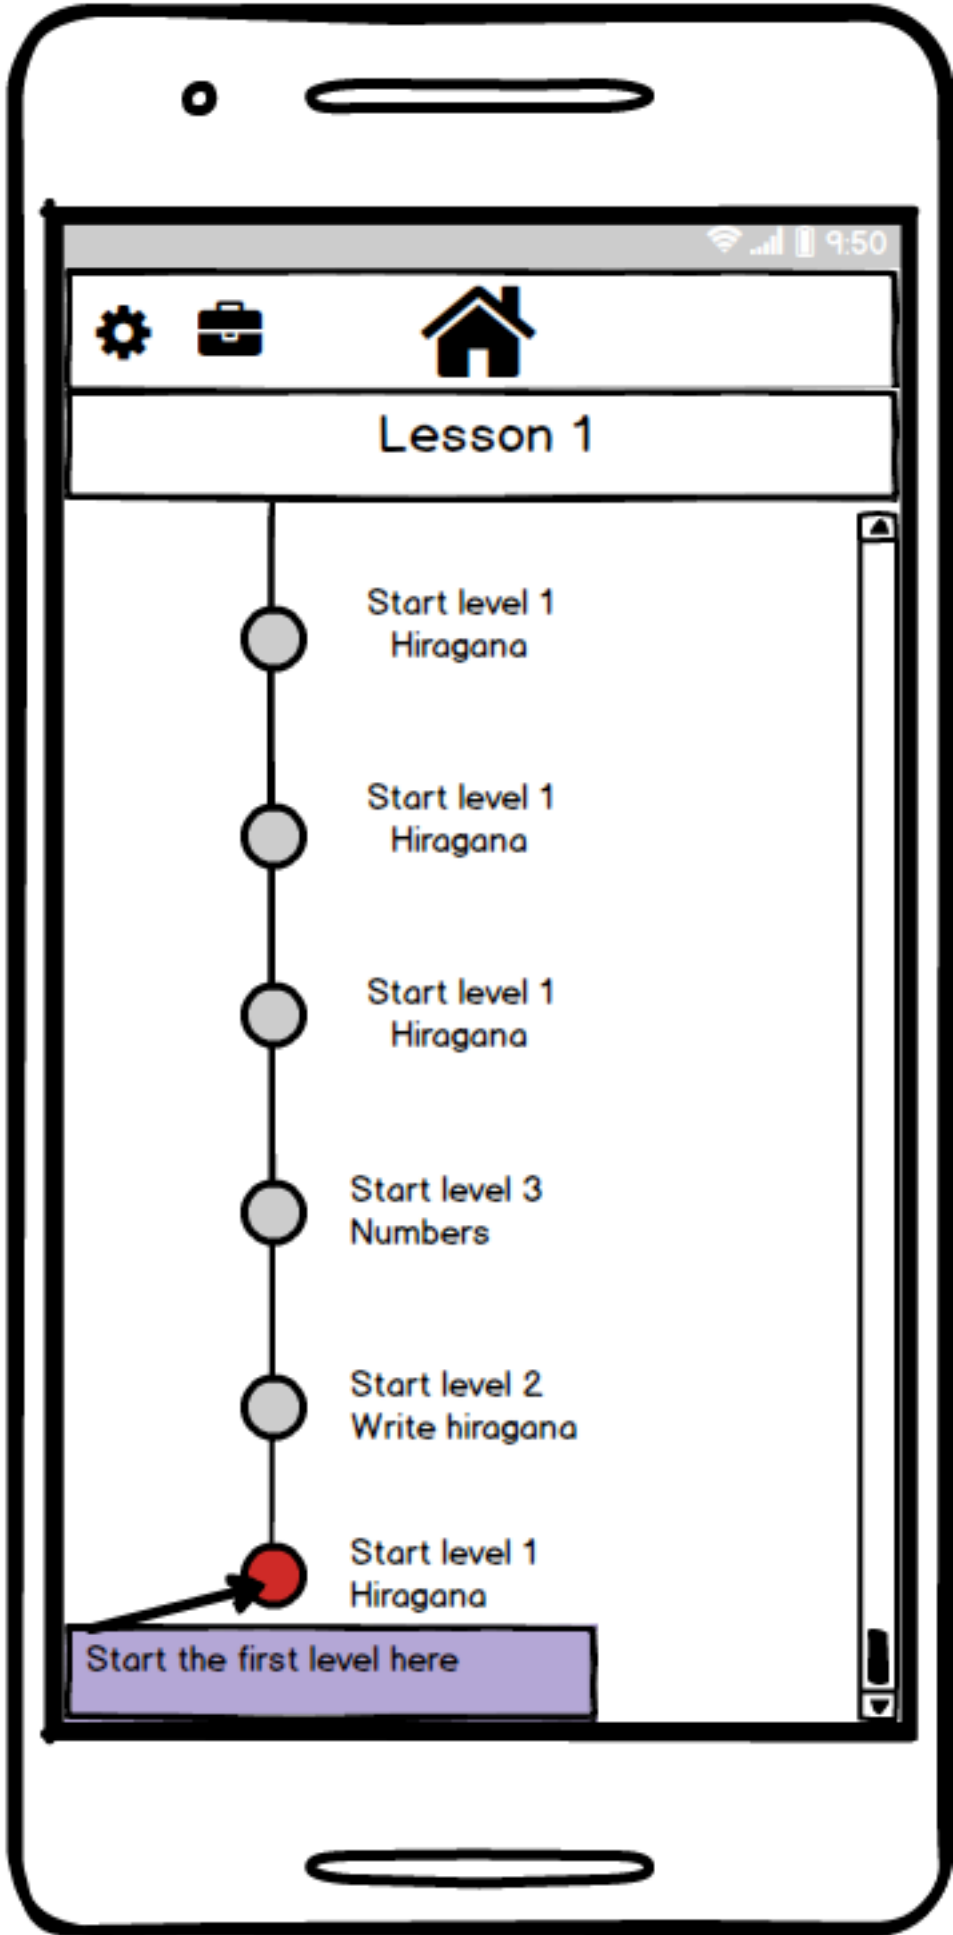 9:50
Lesson 1
Start level 1
Hiragana
Start level 1
Hiragana
Start level 1
Hiragana
Start level 3
Numbers
Start level 2
Write hiragana
Start level 1
Hiragana
Start the first level here